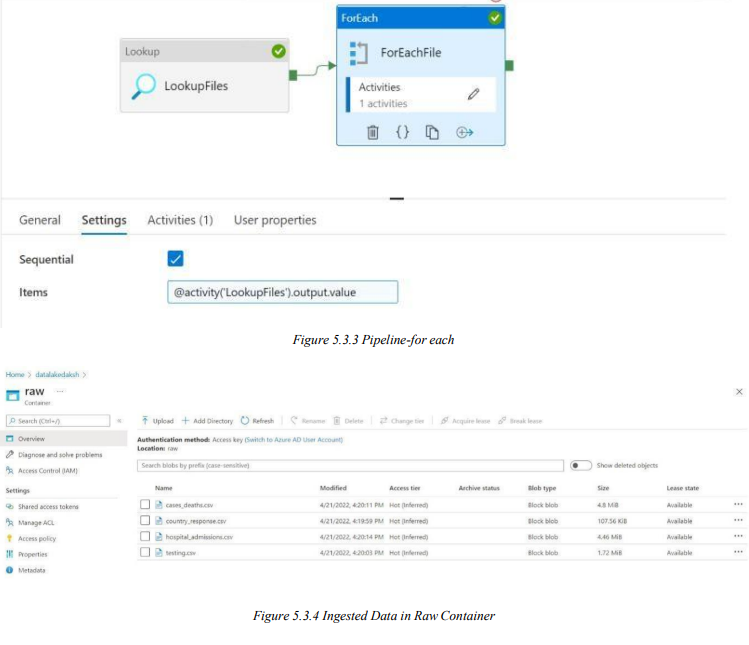 ForEach
Lookup
ForEachFile
LookupFiles
Activities
1 activities
{}
General Settings Activities (1) User properties
Sequential
Items @activity('LookupFiles').output.value
Figure 5.3.3 Pipeline-for each
Home > datalakedaksh >
raw ...
Container
Search (Ctrl+/) «
Upload + Add Directory Refresh Rename Delete Change tier Acquire lease Break lease
Overview
Diagnose and solve problems
Access Control (IAM)
Settings
Shared access tokens
Manage ACL
Access policy
Properties
Metadata
Authentication method: Access key (Switch to Azure AD User Account)
Location: raw
Search blobs by prefix (case-sensitive) Show deleted objects
Name Modified Access tier Archive status Blob type Size Lease state
cases_deaths.csv 4/21/2022, 4:20:11 PM Hot (Inferred) Block blob 4.8 MiB Available ...
country_response.csv 4/21/2022, 4:19:59 PM Hot (Inferred) Block blob 107.56 KiB Available ...
hospital_admissions.csv 4/21/2022, 4:20:14 PM Hot (Inferred) Block blob 4.46 MiB Available ...
testing.csv 4/21/2022, 4:20:03 PM Hot (Inferred) Block blob 1.72 MiB Available ...
Figure 5.3.4 Ingested Data in Raw Container